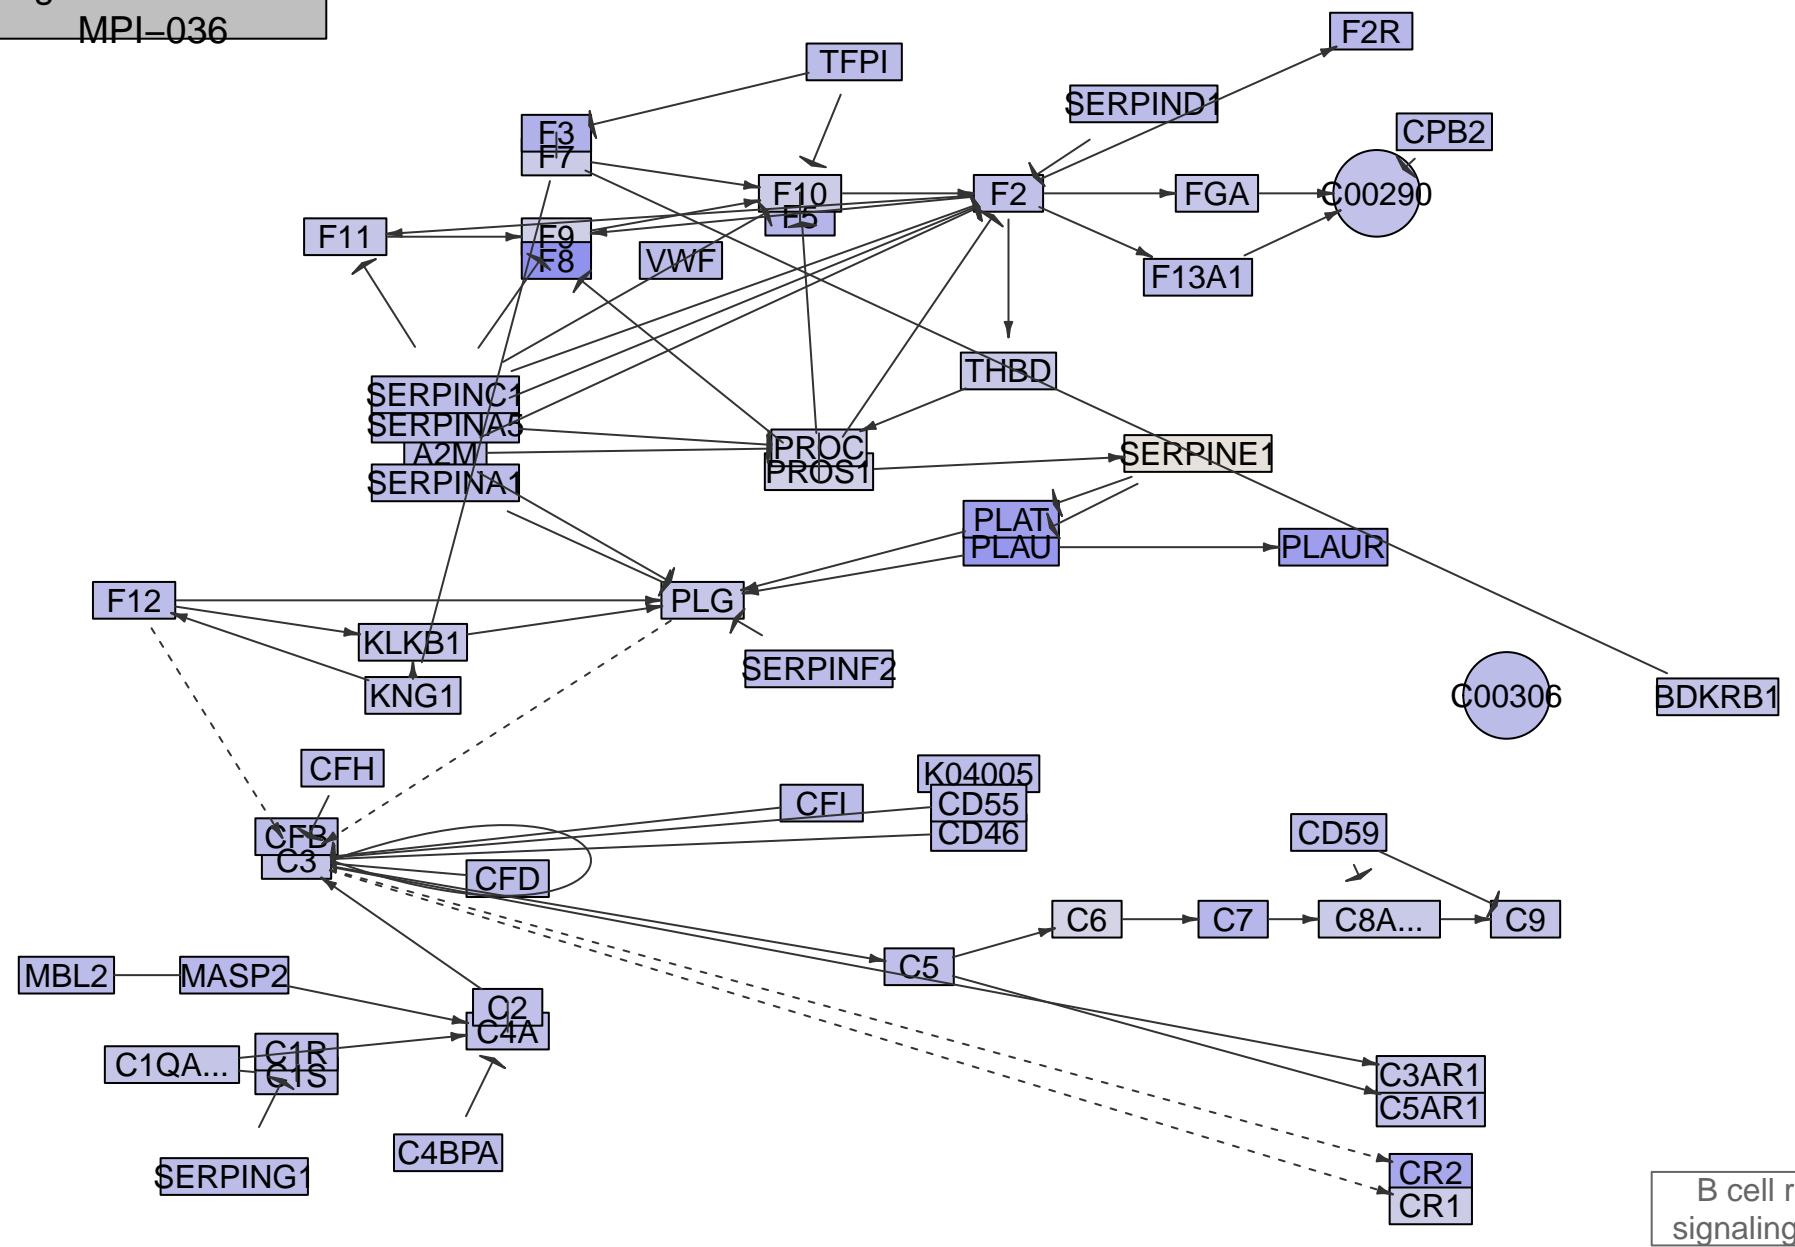 MPI–036
F2R
TFPI
SERPIND1
CPB2
F3
F7
F10
F5
F2
FGA
C00290
F11
F9
F8
VWF
F13A1
THBD
SERPINC1
SERPINA5
A2M
SERPINA1
PROC
PROS1
SERPINE1
PLAT
PLAU
PLAUR
F12
PLG
KLKB1
SERPINF2
KNG1
C00306
BDKRB1
CFH
K04005
CFI
CD55
CD46
CFB
C3
CD59
CFD
C6
C7
C8A...
C9
C5
MBL2
MASP2
C2
C4A
C1QA...
C1R
C1S
C3AR1
C5AR1
C4BPA
SERPING1
CR2
CR1
B cell r
signaling